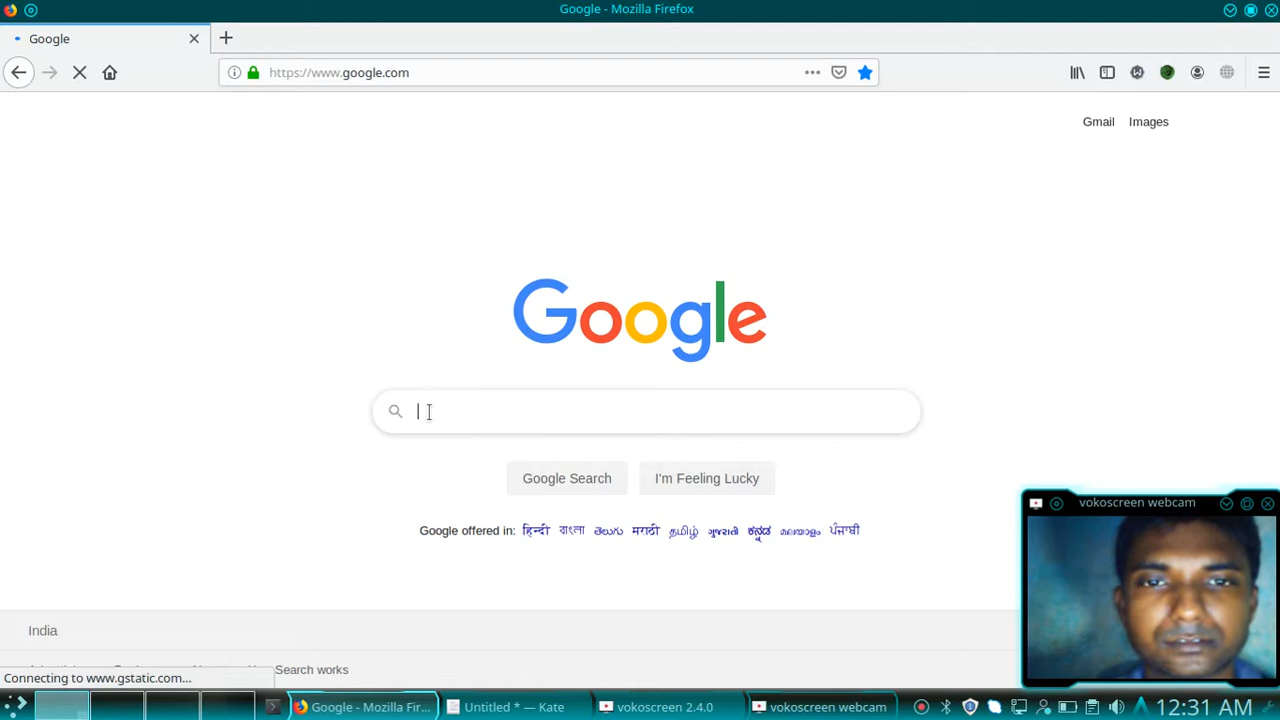 Google - Mozilla Firefox
Google
https://www.google.com
Gmail Images
Google
Google Search I'm Feeling Lucky
Google offered in: हिन्दी বাংলা తెలుగు मराठी தமிழ் ગુજરાતી ಕನ್ನಡ മലയാളം ਪੰਜਾਬੀ
vokoscreen webcam
India
Search works
Connecting to www.gstatic.com...
Google - Mozilla Fir... Untitled * — Kate vokoscreen 2.4.0 vokoscreen webcam 12:31 AM